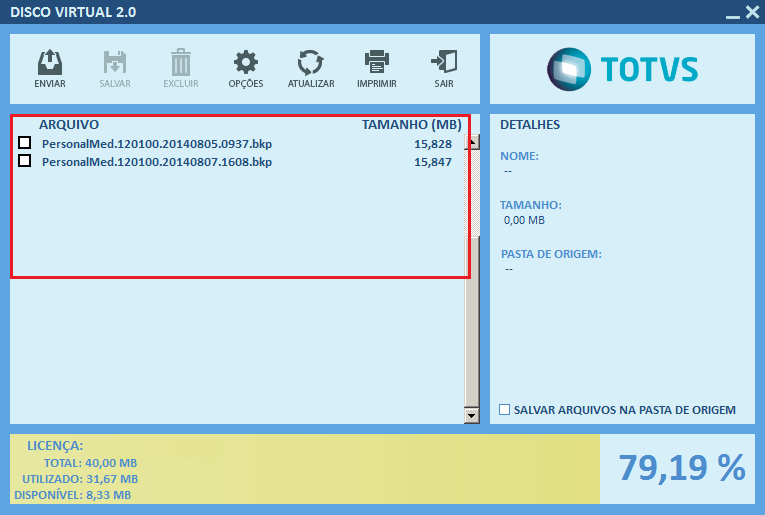 DISCO VIRTUAL 2.0
ENVIAR SALVAR EXCLUIR OPÇÕES ATUALIZAR IMPRIMIR SAIR
TOTVS
ARQUIVO TAMANHO (MB)
PersonalMed.120100.20140805.0937.bkp 15,828
PersonalMed.120100.20140807.1608.bkp 15,847
DETALHES
NOME:
--
TAMANHO:
0,00 MB
PASTA DE ORIGEM:
--
SALVAR ARQUIVOS NA PASTA DE ORIGEM
LICENÇA:
TOTAL: 40,00 MB
UTILIZADO: 31,67 MB
DISPONÍVEL: 8,33 MB
79,19 %